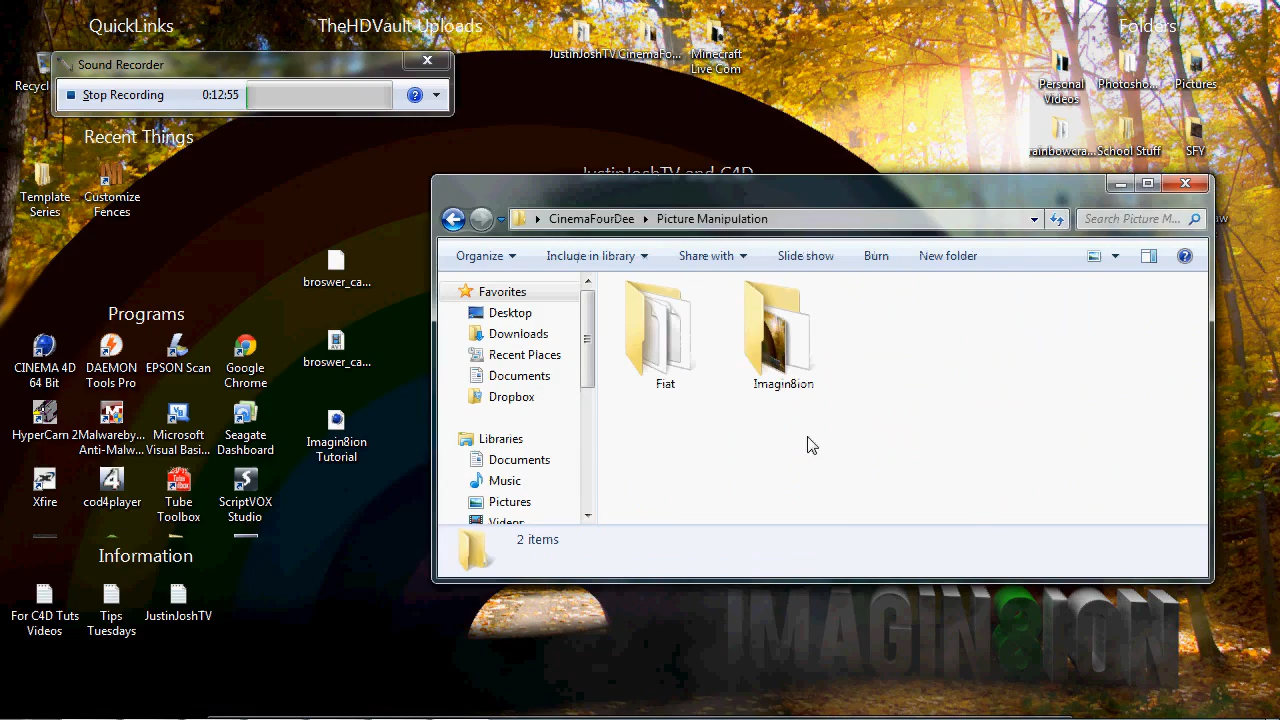 QuickLinks
TheHDVault Uploads
Folders
Recycl
Sound Recorder
Stop Recording 0:12:55
JustinJoshTV
CinemaFo...
Minecraft
Live Com
Personal
Videos
Photosho...
Pictures
rainbowcra...
School Stuff
SFY
Recent Things
Template
Series
Customize
Fences
JustinJoshTV and C4D
CinemaFourDee
Picture Manipulation
Search Picture M...
Organize
Include in library
Share with
Slide show
Burn
New folder
Favorites
Desktop
Downloads
Recent Places
Documents
Dropbox
Libraries
Documents
Music
Pictures
Videos
Fiat
Imagin8ion
2 items
broswer_ca...
broswer_ca...
Imagin8ion
Tutorial
Programs
CINEMA 4D
64 Bit
DAEMON
Tools Pro
EPSON Scan
Google
Chrome
HyperCam 2
Malwareby...
Anti-Malw...
Microsoft
Visual Basi...
Seagate
Dashboard
Xfire
cod4player
Tube
Toolbox
ScriptVOX
Studio
Information
For C4D Tuts
Videos
Tips
Tuesdays
JustinJoshTV
IMAGIN8ION